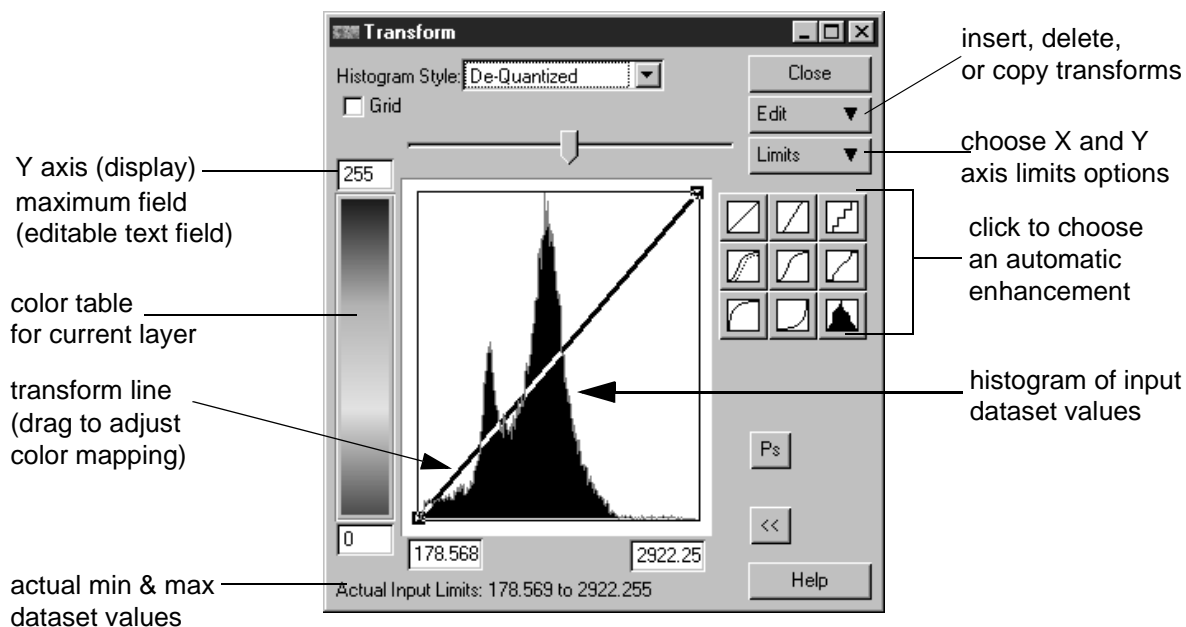 Transform
Histogram Style: De-Quantized
Close
Grid
Edit
Limits
255
0
178.568
2922.25
Actual Input Limits: 178.569 to 2922.255
Ps
<<
Help
insert, delete,
or copy transforms
choose X and Y
axis limits options
click to choose
an automatic
enhancement
histogram of input
dataset values
Y axis (display)
maximum field
(editable text field)
color table
for current layer
transform line
(drag to adjust
color mapping)
actual min & max
dataset values